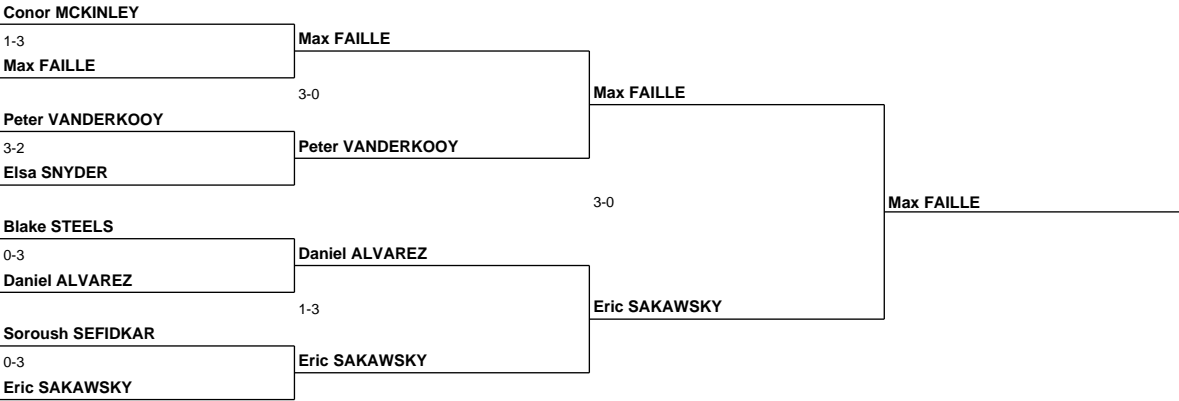 Conor MCKINLEY
1-3
Max FAILLE
Max FAILLE
3-0
Max FAILLE
Peter VANDERKOOY
3-2
Peter VANDERKOOY
Elsa SNYDER
3-0
Max FAILLE
Blake STEELS
0-3
Daniel ALVAREZ
Daniel ALVAREZ
1-3
Eric SAKAWSKY
Soroush SEFIDKAR
0-3
Eric SAKAWSKY
Eric SAKAWSKY